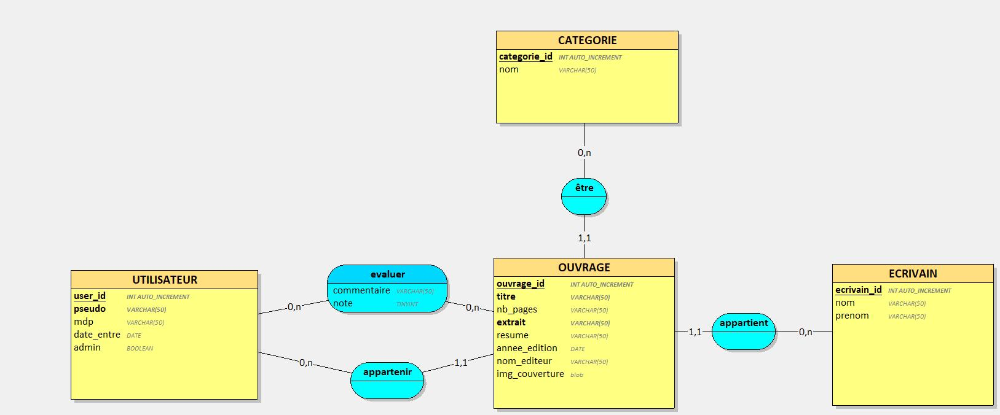 CATEGORIE
categorie_id INT AUTO_INCREMENT
nom VARCHAR(50)
0,n
être
1,1
UTILISATEUR
user_id INT AUTO_INCREMENT
pseudo VARCHAR(50)
mdp VARCHAR(50)
date_entre DATE
admin BOOLEAN
0,n
evaluer
commentaire VARCHAR(50)
note TINYINT
0,n
0,n
appartenir
1,1
OUVRAGE
ouvrage_id INT AUTO_INCREMENT
titre VARCHAR(50)
nb_pages VARCHAR(50)
extrait VARCHAR(50)
resume VARCHAR(50)
annee_edition DATE
nom_editeur VARCHAR(50)
img_couverture blob
1,1
appartient
0,n
ECRIVAIN
ecrivain_id INT AUTO_INCREMENT
nom VARCHAR(50)
prenom VARCHAR(50)